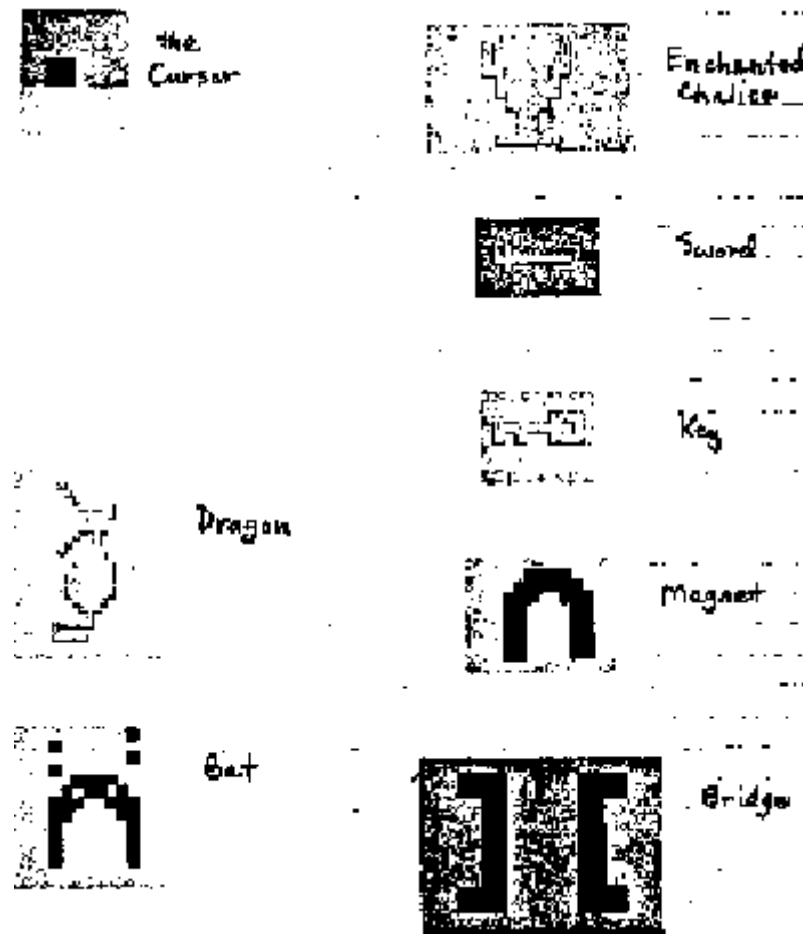 the
Cursor
Enchanted
Chalice
Sword
Key
Dragon
Magnet
Bat
Bridge